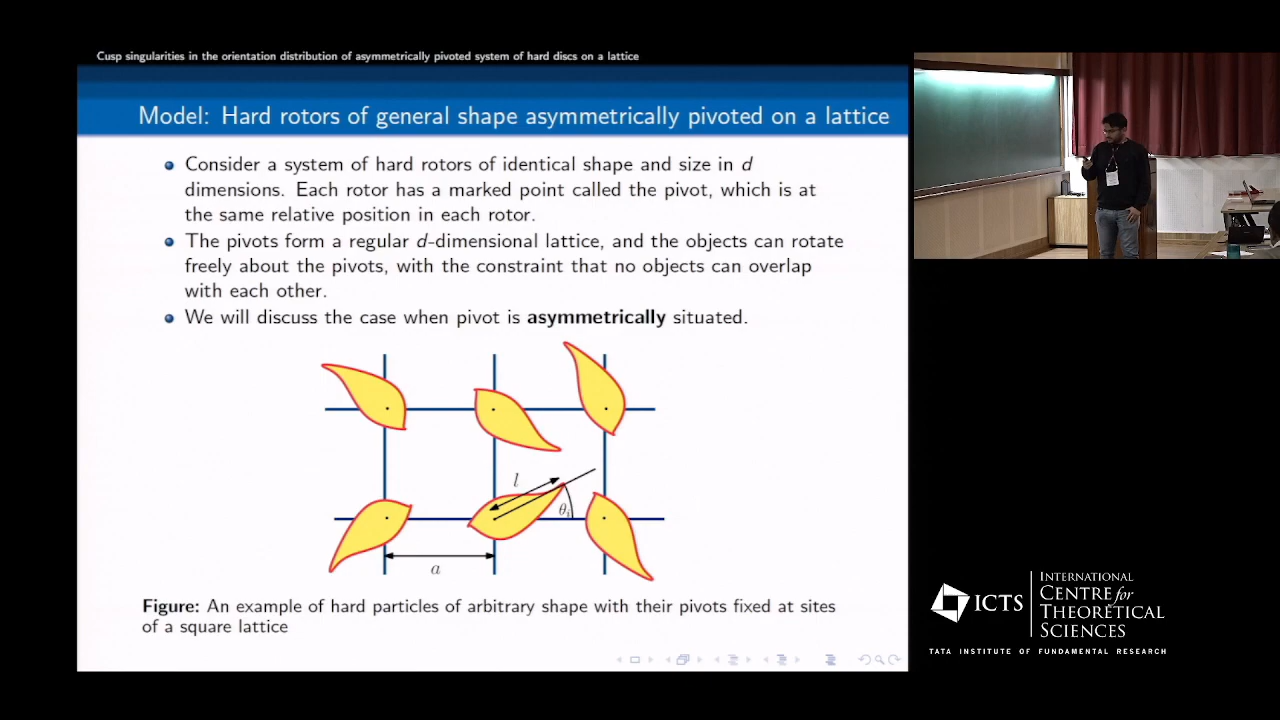 Cusp singularities in the orientation distribution of asymmetrically pivoted system of hard discs on a lattice
Model: Hard rotors of general shape asymmetrically pivoted on a lattice
Consider a system of hard rotors of identical shape and size in d
dimensions. Each rotor has a marked point called the pivot, which is at
the same relative position in each rotor.
The pivots form a regular d-dimensional lattice, and the objects can rotate
freely about the pivots, with the constraint that no objects can overlap
with each other.
We will discuss the case when pivot is asymmetrically situated.
l
θi
a
Figure: An example of hard particles of arbitrary shape with their pivots fixed at sites
of a square lattice
ICTS
INTERNATIONAL
CENTRE for
THEORETICAL
SCIENCES
TATA INSTITUTE OF FUNDAMENTAL RESEARCH